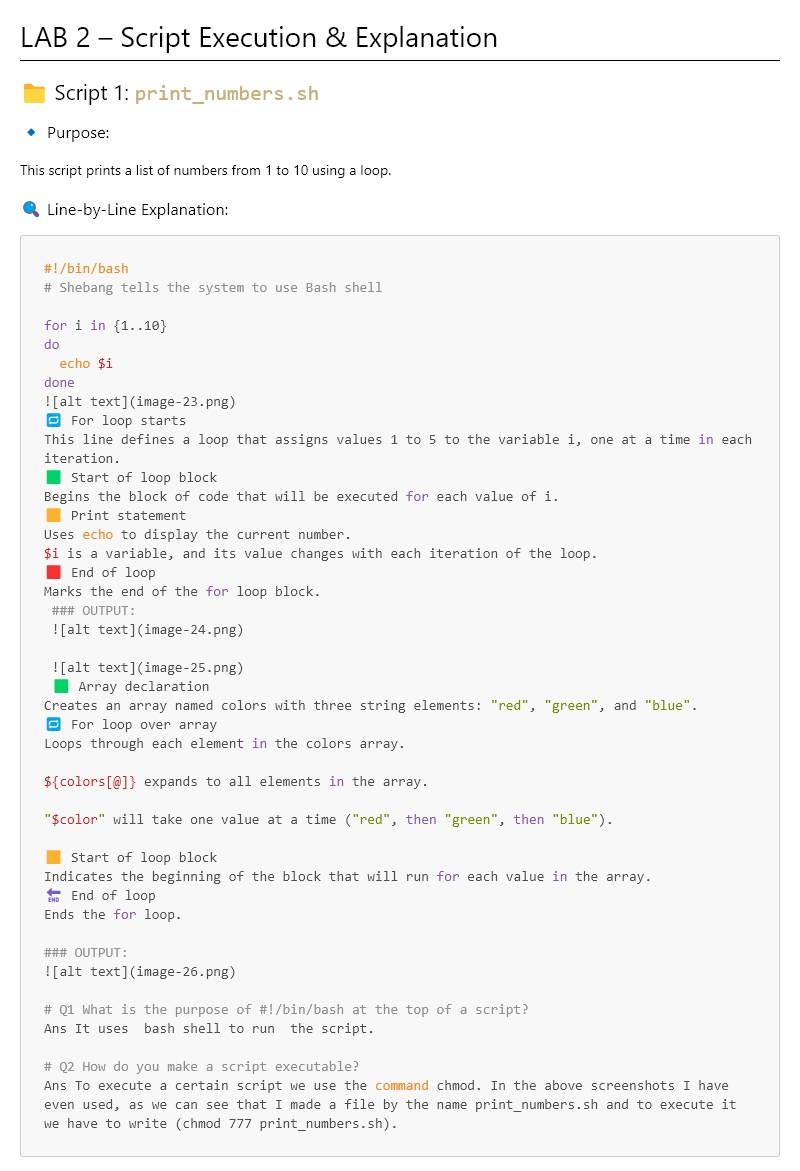 LAB 2 – Script Execution & Explanation
Script 1: print_numbers.sh
Purpose:
This script prints a list of numbers from 1 to 10 using a loop.
Line-by-Line Explanation:
#!/bin/bash
# Shebang tells the system to use Bash shell
for i in {1..10}
do
  echo $i
done
![alt text](image-23.png)
🔁 For loop starts
This line defines a loop that assigns values 1 to 5 to the variable i, one at a time in each
iteration.
🟩 Start of loop block
Begins the block of code that will be executed for each value of i.
🟧 Print statement
Uses echo to display the current number.
$i is a variable, and its value changes with each iteration of the loop.
🟥 End of loop
Marks the end of the for loop block.
 ### OUTPUT:
 ![alt text](image-24.png)
 ![alt text](image-25.png)
 🟩 Array declaration
Creates an array named colors with three string elements: "red", "green", and "blue".
🔁 For loop over array
Loops through each element in the colors array.
${colors[@]} expands to all elements in the array.
"$color" will take one value at a time ("red", then "green", then "blue").
🟧 Start of loop block
Indicates the beginning of the block that will run for each value in the array.
🔚 End of loop
Ends the for loop.
### OUTPUT:
![alt text](image-26.png)
# Q1 What is the purpose of #!/bin/bash at the top of a script?
Ans It uses  bash shell to run  the script.
# Q2 How do you make a script executable?
Ans To execute a certain script we use the command chmod. In the above screenshots I have
even used, as we can see that I made a file by the name print_numbers.sh and to execute it
we have to write (chmod 777 print_numbers.sh).